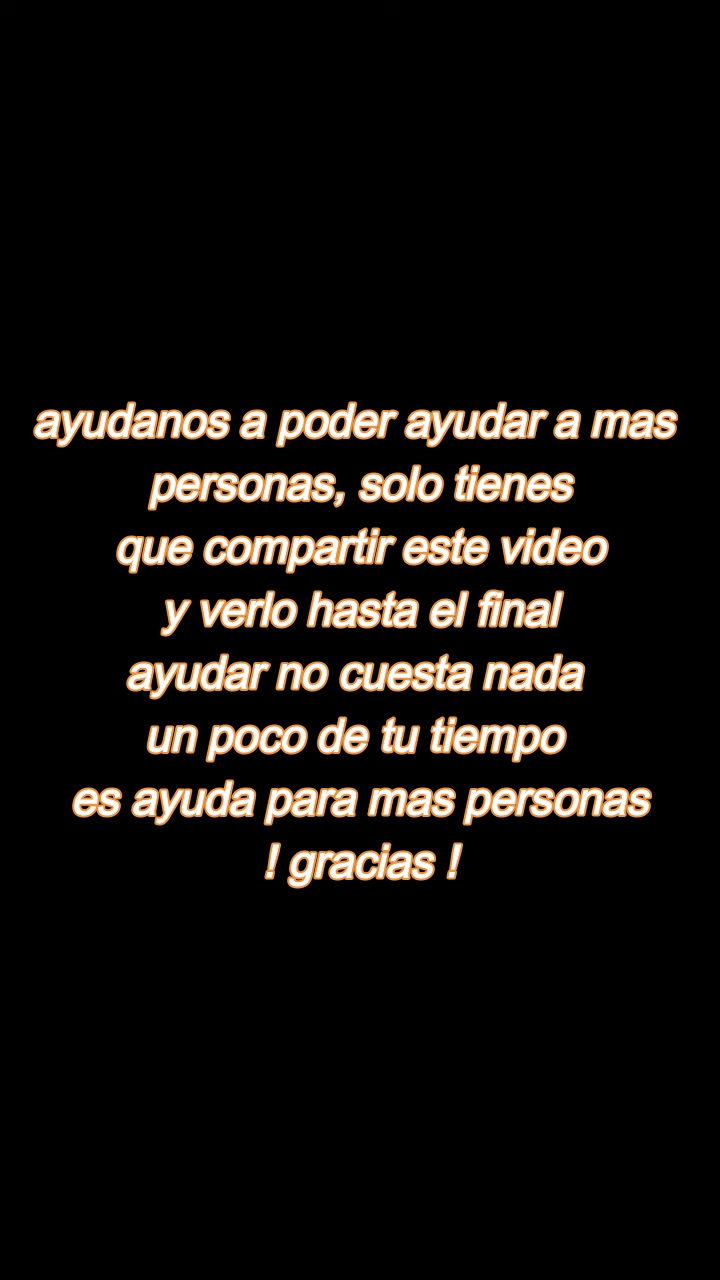 ayudanos a poder ayudar a mas
personas, solo tienes
que compartir este video
y verlo hasta el final
ayudar no cuesta nada
un poco de tu tiempo
es ayuda para mas personas
! gracias !